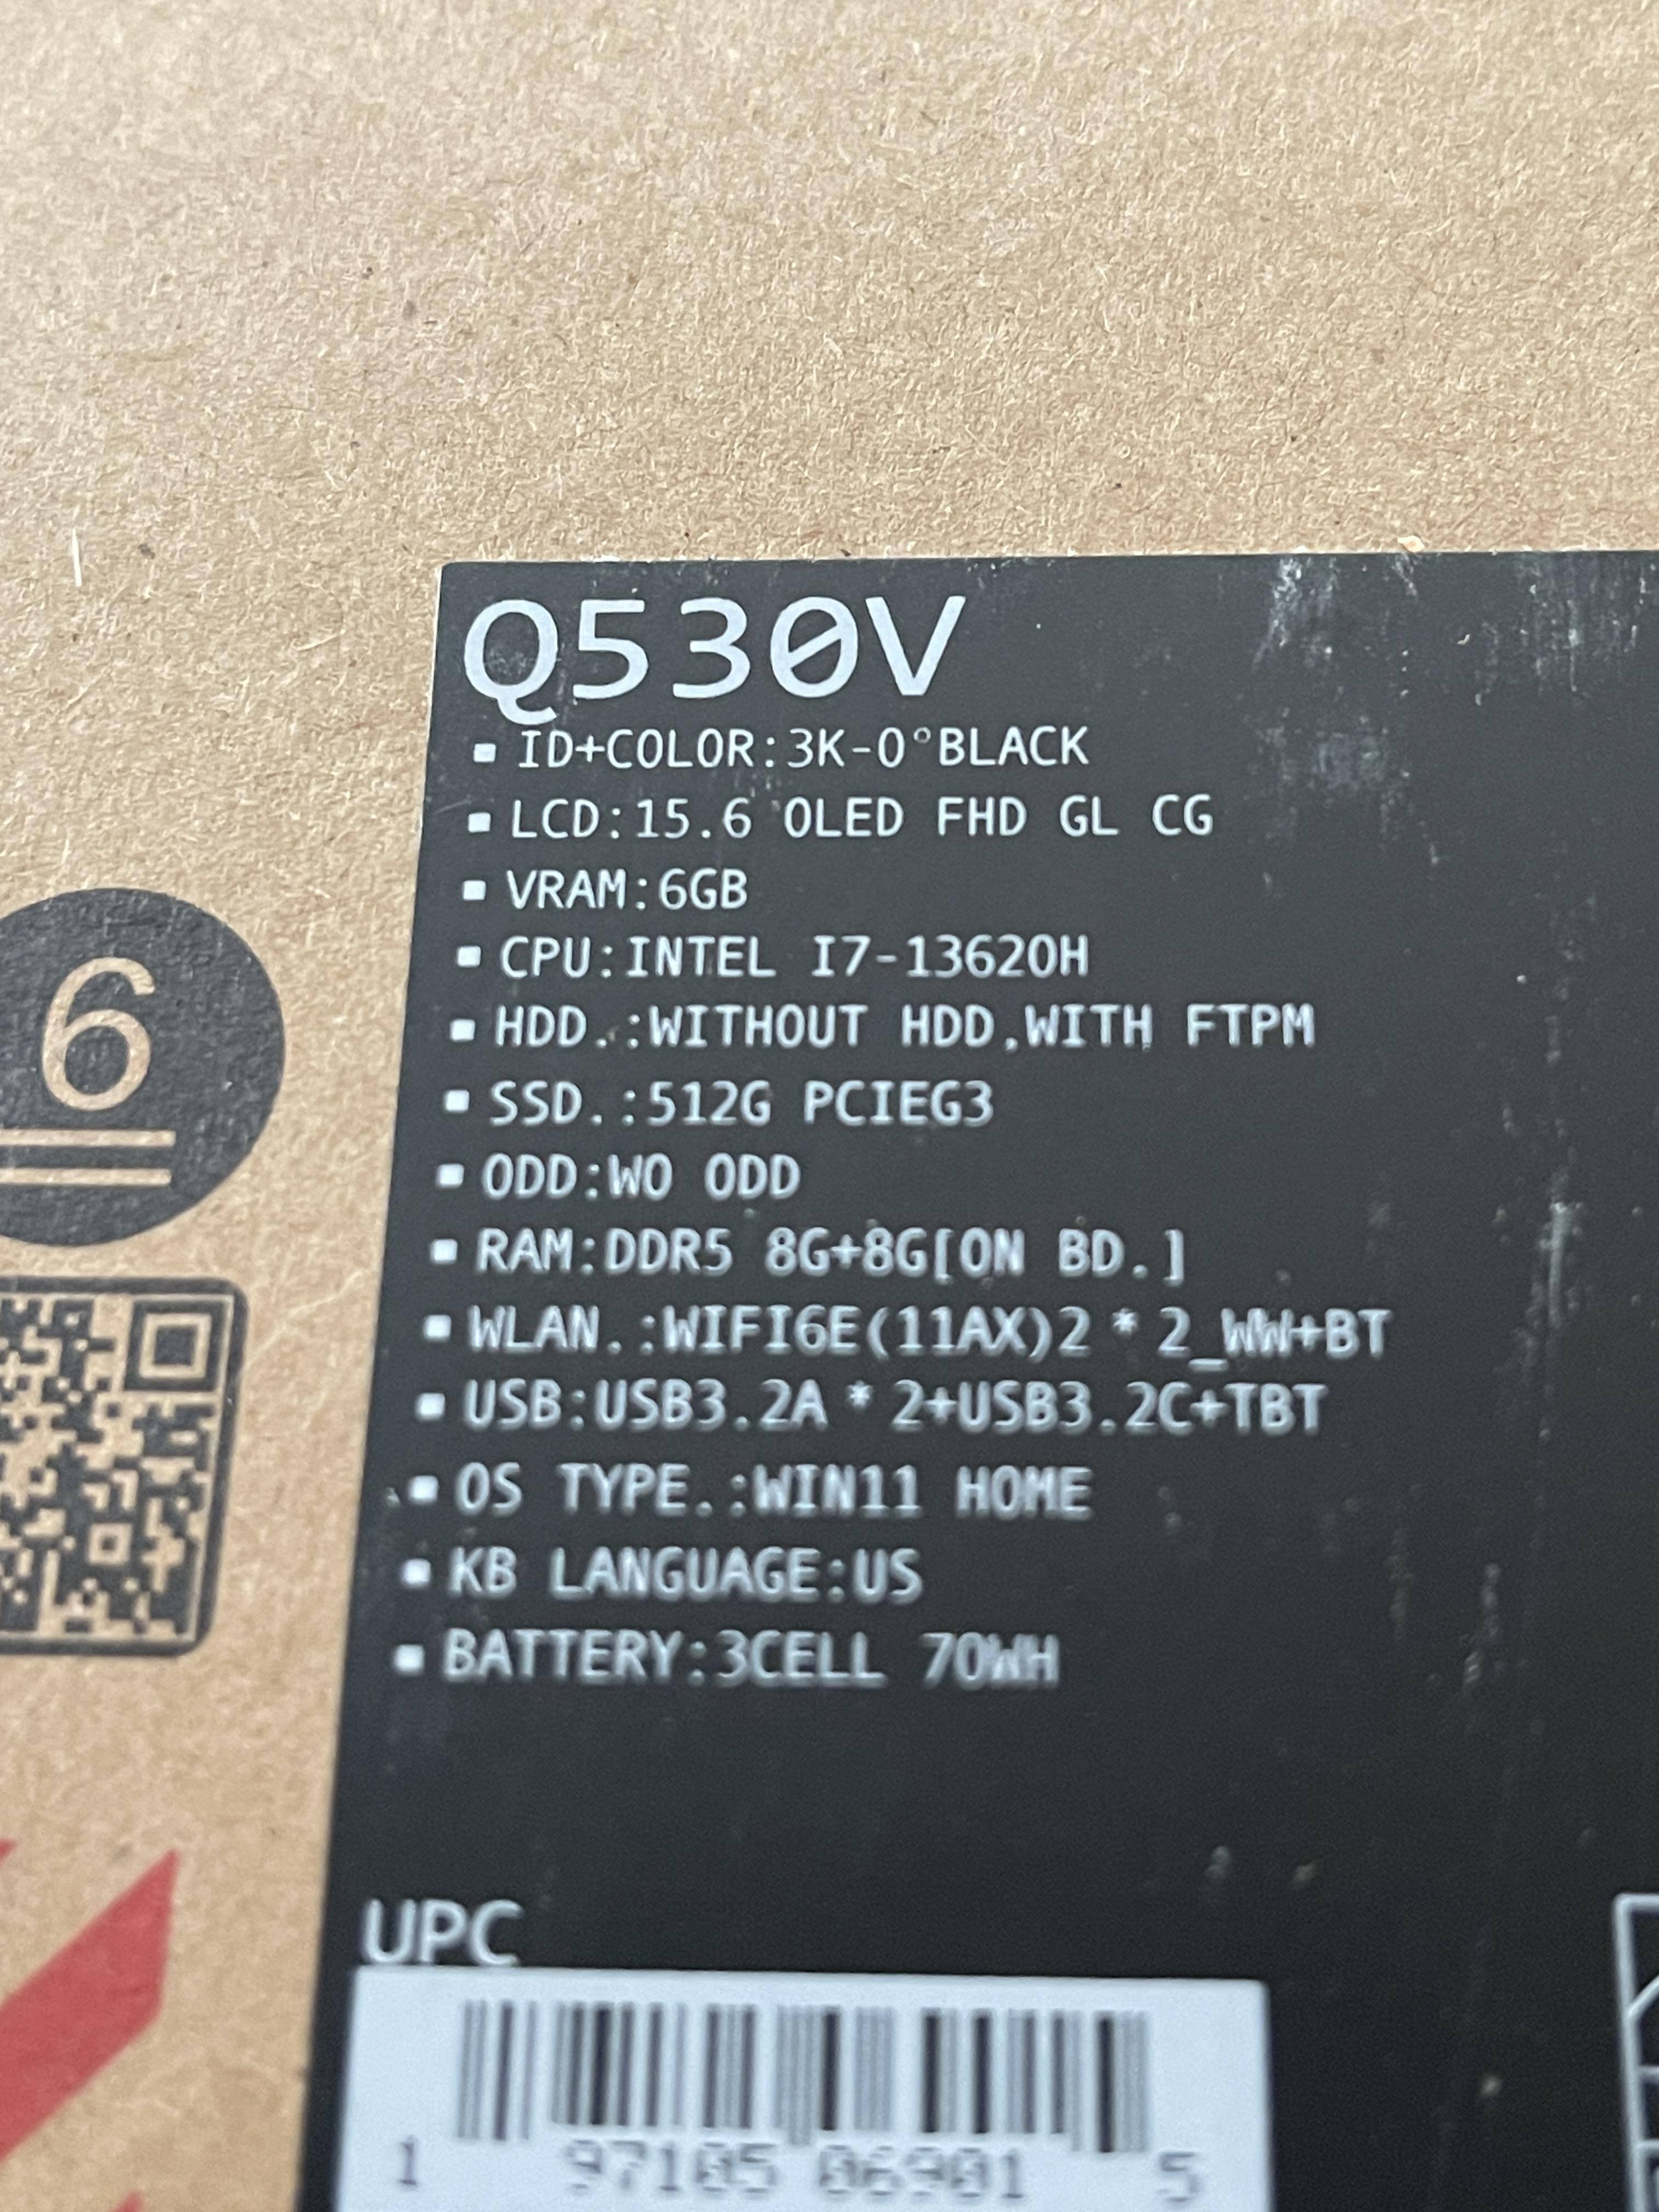 Q530V
▪ ID+COLOR:3K-0°BLACK
▪ LCD:15.6 OLED FHD GL CG
▪ VRAM:6GB
▪ CPU:INTEL I7-13620H
▪ HDD.:WITHOUT HDD,WITH FTPM
▪ SSD.:512G PCIEG3
▪ ODD:WO ODD
▪ RAM:DDR5 8G+8G[ON BD.]
▪ WLAN.:WIFI6E(11AX)2*2_WW+BT
▪ USB:USB3.2A*2+USB3.2C+TBT
▪ OS TYPE.:WIN11 HOME
▪ KB LANGUAGE:US
▪ BATTERY:3CELL 70WH
6
UPC
1 97105 06901 5